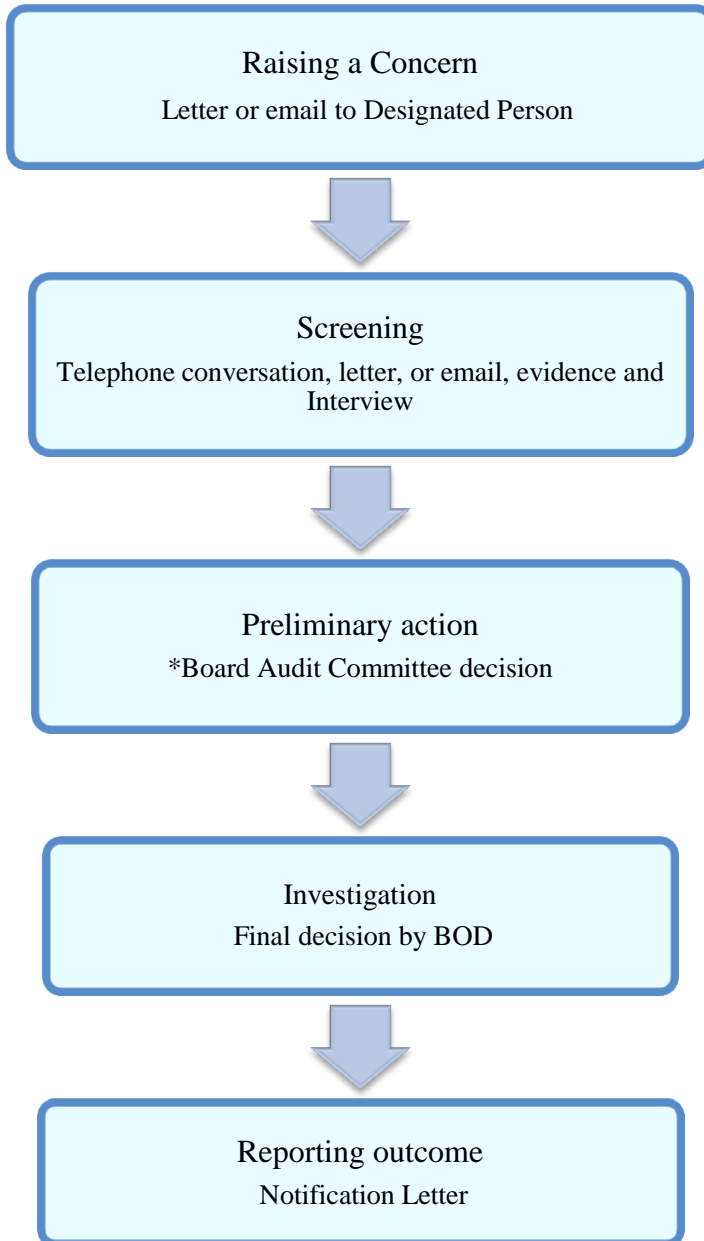 Raising a Concern
Letter or email to Designated Person
Screening
Telephone conversation, letter, or email, evidence and
Interview
Preliminary action
*Board Audit Committee decision
Investigation
Final decision by BOD
Reporting outcome
Notification Letter